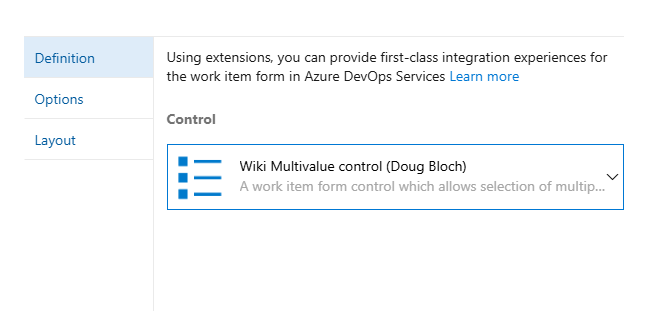 Definition
Options
Layout
Using extensions, you can provide first-class integration experiences for
the work item form in Azure DevOps Services Learn more
Control
Wiki Multivalue control (Doug Bloch)
A work item form control which allows selection of multip...